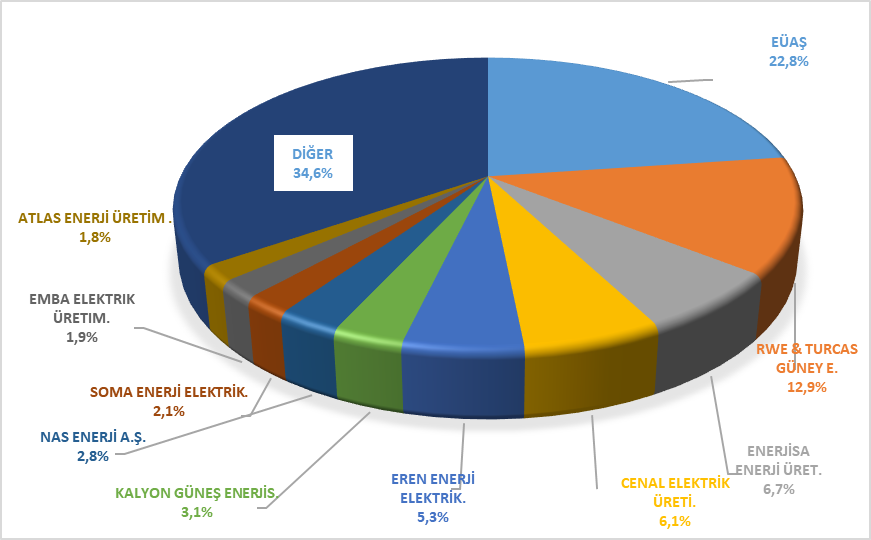 EÜAŞ
22,8%
RWE & TURCAS
GÜNEY E.
12,9%
ENERJİSA
ENERJİ ÜRET.
6,7%
CENAL ELEKTRİK
ÜRETİ.
6,1%
EREN ENERJİ
ELEKTRİK.
5,3%
KALYON GÜNEŞ ENERJİS.
3,1%
NAS ENERJİ A.Ş.
2,8%
SOMA ENERJİ ELEKTRİK.
2,1%
EMBA ELEKTRIK
ÜRETIM.
1,9%
ATLAS ENERJİ ÜRETİM .
1,8%
DİĞER
34,6%